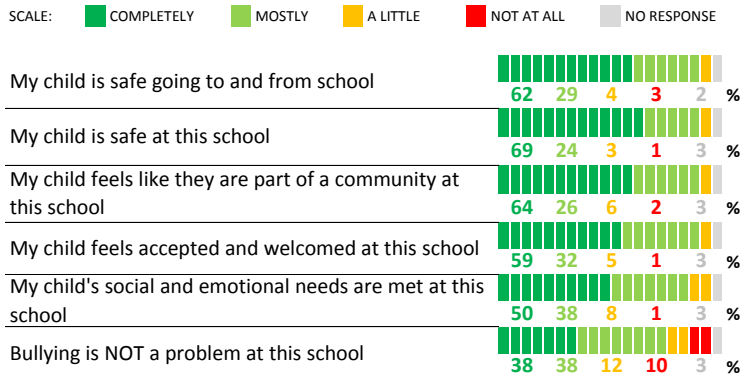 SCALE: COMPLETELY MOSTLY A LITTLE NOT AT ALL NO RESPONSE
My child is safe going to and from school
62 29 4 3 2 %
My child is safe at this school
69 24 3 1 3 %
My child feels like they are part of a community at
this school
64 26 6 2 3 %
My child feels accepted and welcomed at this school
59 32 5 1 3 %
My child's social and emotional needs are met at this
school
50 38 8 1 3 %
Bullying is NOT a problem at this school
38 38 12 10 3 %